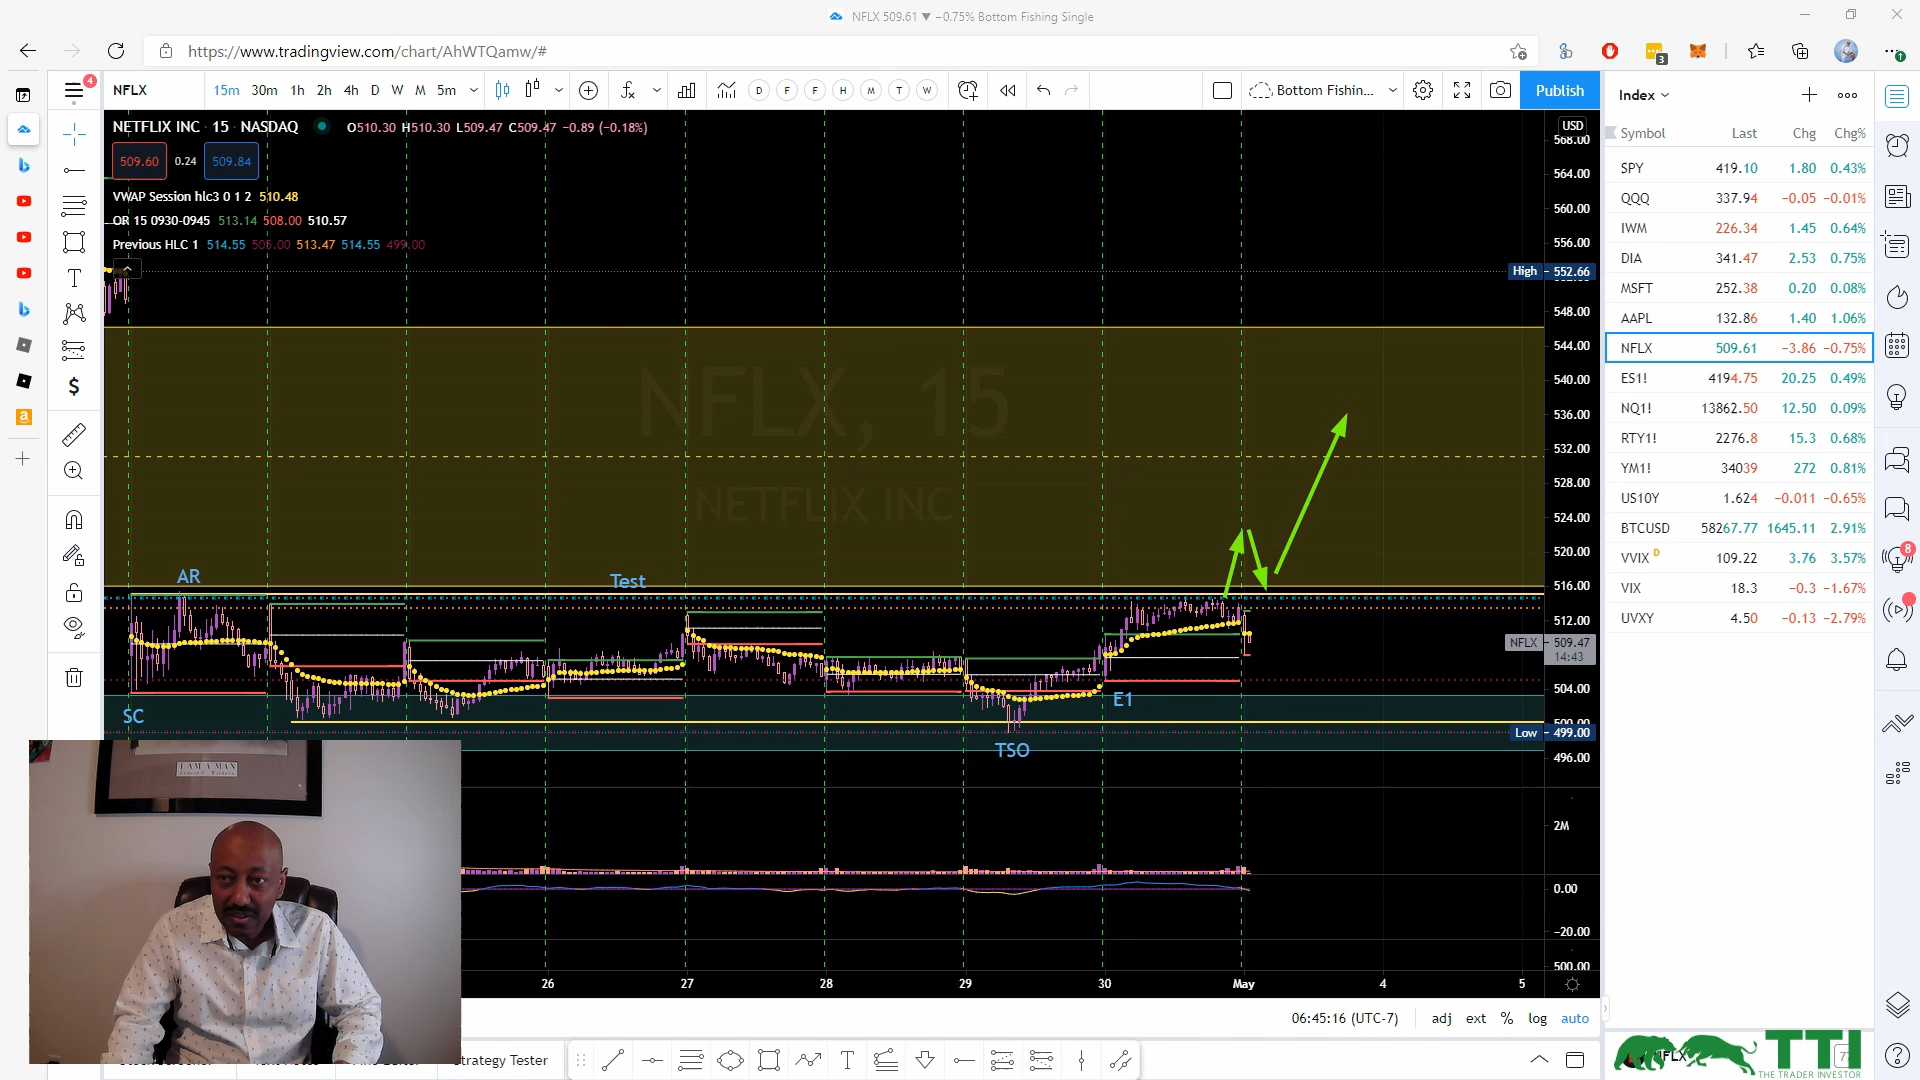 NFLX 509.61 ▼ −0.75% Bottom Fishing Single
https://www.tradingview.com/chart/AhWTQamw/#
3
4
NFLX
15m 30m 1h 2h 4h D W M 5m
D F F H M T W
Bottom Fishin...
Publish
NETFLIX INC · 15 · NASDAQ
O510.30 H510.30 L509.47 C509.47 −0.89 (−0.18%)
509.60 0.24 509.84
VWAP Session hlc3 0 1 2 510.48
OR 15 0930-0945 513.14 508.00 510.57
Previous HLC 1 514.55 505.00 513.47 514.55 499.00
NFLX, 15
NETFLIX INC
AR
Test
SC
E1
TSO
USD
568.00
564.00
560.00
556.00
High 552.66
548.00
544.00
540.00
536.00
532.00
528.00
524.00
520.00
516.00
512.00
NFLX 509.47
14:43
504.00
500.00
Low 499.00
496.00
2M
0.00
−20.00
500.00
26 27 28 29 30 May 4 5
06:45:16 (UTC-7) adj ext % log auto
Strategy Tester
I AM A MAN
Index
Symbol Last Chg Chg%
SPY 419.10 1.80 0.43%
QQQ 337.94 −0.05 −0.01%
IWM 226.34 1.45 0.64%
DIA 341.47 2.53 0.75%
MSFT 252.38 0.20 0.08%
AAPL 132.86 1.40 1.06%
NFLX 509.61 −3.86 −0.75%
ES1! 4194.75 20.25 0.49%
NQ1! 13862.50 12.50 0.09%
RTY1! 2276.8 15.3 0.68%
YM1! 34039 272 0.81%
US10Y 1.624 −0.011 −0.65%
BTCUSD 58267.77 1645.11 2.91%
VVIX D 109.22 3.76 3.57%
VIX 18.3 −0.3 −1.67%
UVXY 4.50 −0.13 −2.79%
8
TTI
THE TRADER INVESTOR